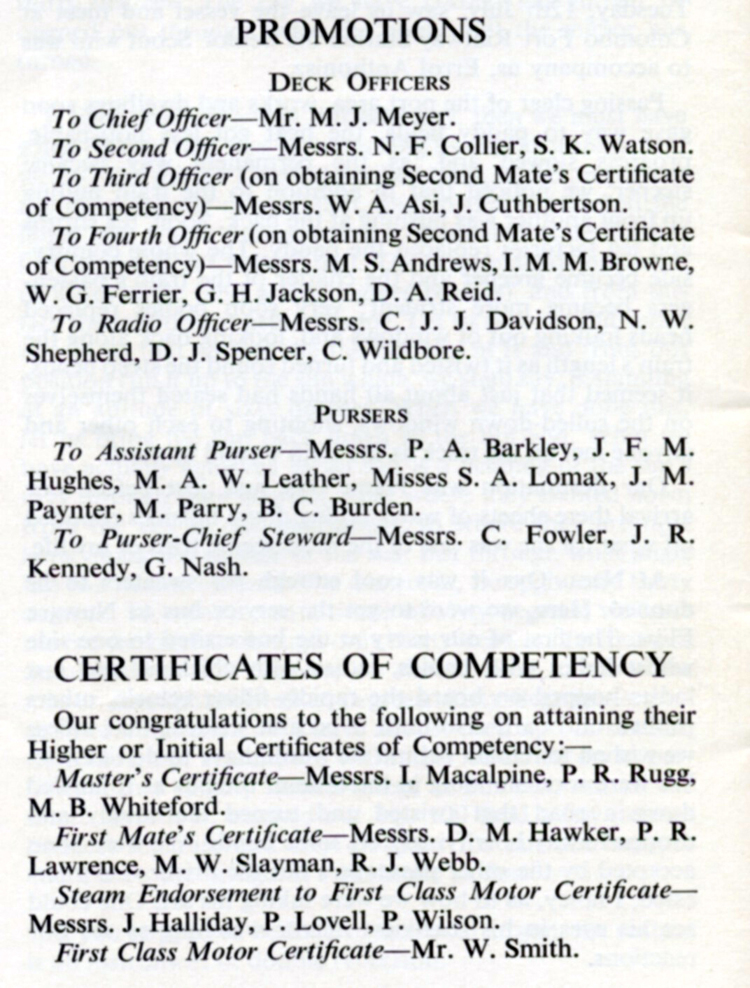 PROMOTIONS
DECK OFFICERS
To Chief Officer—Mr. M. J. Meyer.
To Second Officer—Messrs. N. F. Collier, S. K. Watson.
To Third Officer (on obtaining Second Mate's Certificate
of Competency)—Messrs. W. A. Asi, J. Cuthbertson.
To Fourth Officer (on obtaining Second Mate's Certificate
of Competency)—Messrs. M. S. Andrews, I. M. M. Browne,
W. G. Ferrier, G. H. Jackson, D. A. Reid.
To Radio Officer—Messrs. C. J. J. Davidson, N. W.
Shepherd, D. J. Spencer, C. Wildbore.
PURSERS
To Assistant Purser—Messrs. P. A. Barkley, J. F. M.
Hughes, M. A. W. Leather, Misses S. A. Lomax, J. M.
Paynter, M. Parry, B. C. Burden.
To Purser-Chief Steward—Messrs. C. Fowler, J. R.
Kennedy, G. Nash.
CERTIFICATES OF COMPETENCY
Our congratulations to the following on attaining their
Higher or Initial Certificates of Competency:—
Master's Certificate—Messrs. I. Macalpine, P. R. Rugg,
M. B. Whiteford.
First Mate's Certificate—Messrs. D. M. Hawker, P. R.
Lawrence, M. W. Slayman, R. J. Webb.
Steam Endorsement to First Class Motor Certificate—
Messrs. J. Halliday, P. Lovell, P. Wilson.
First Class Motor Certificate—Mr. W. Smith.